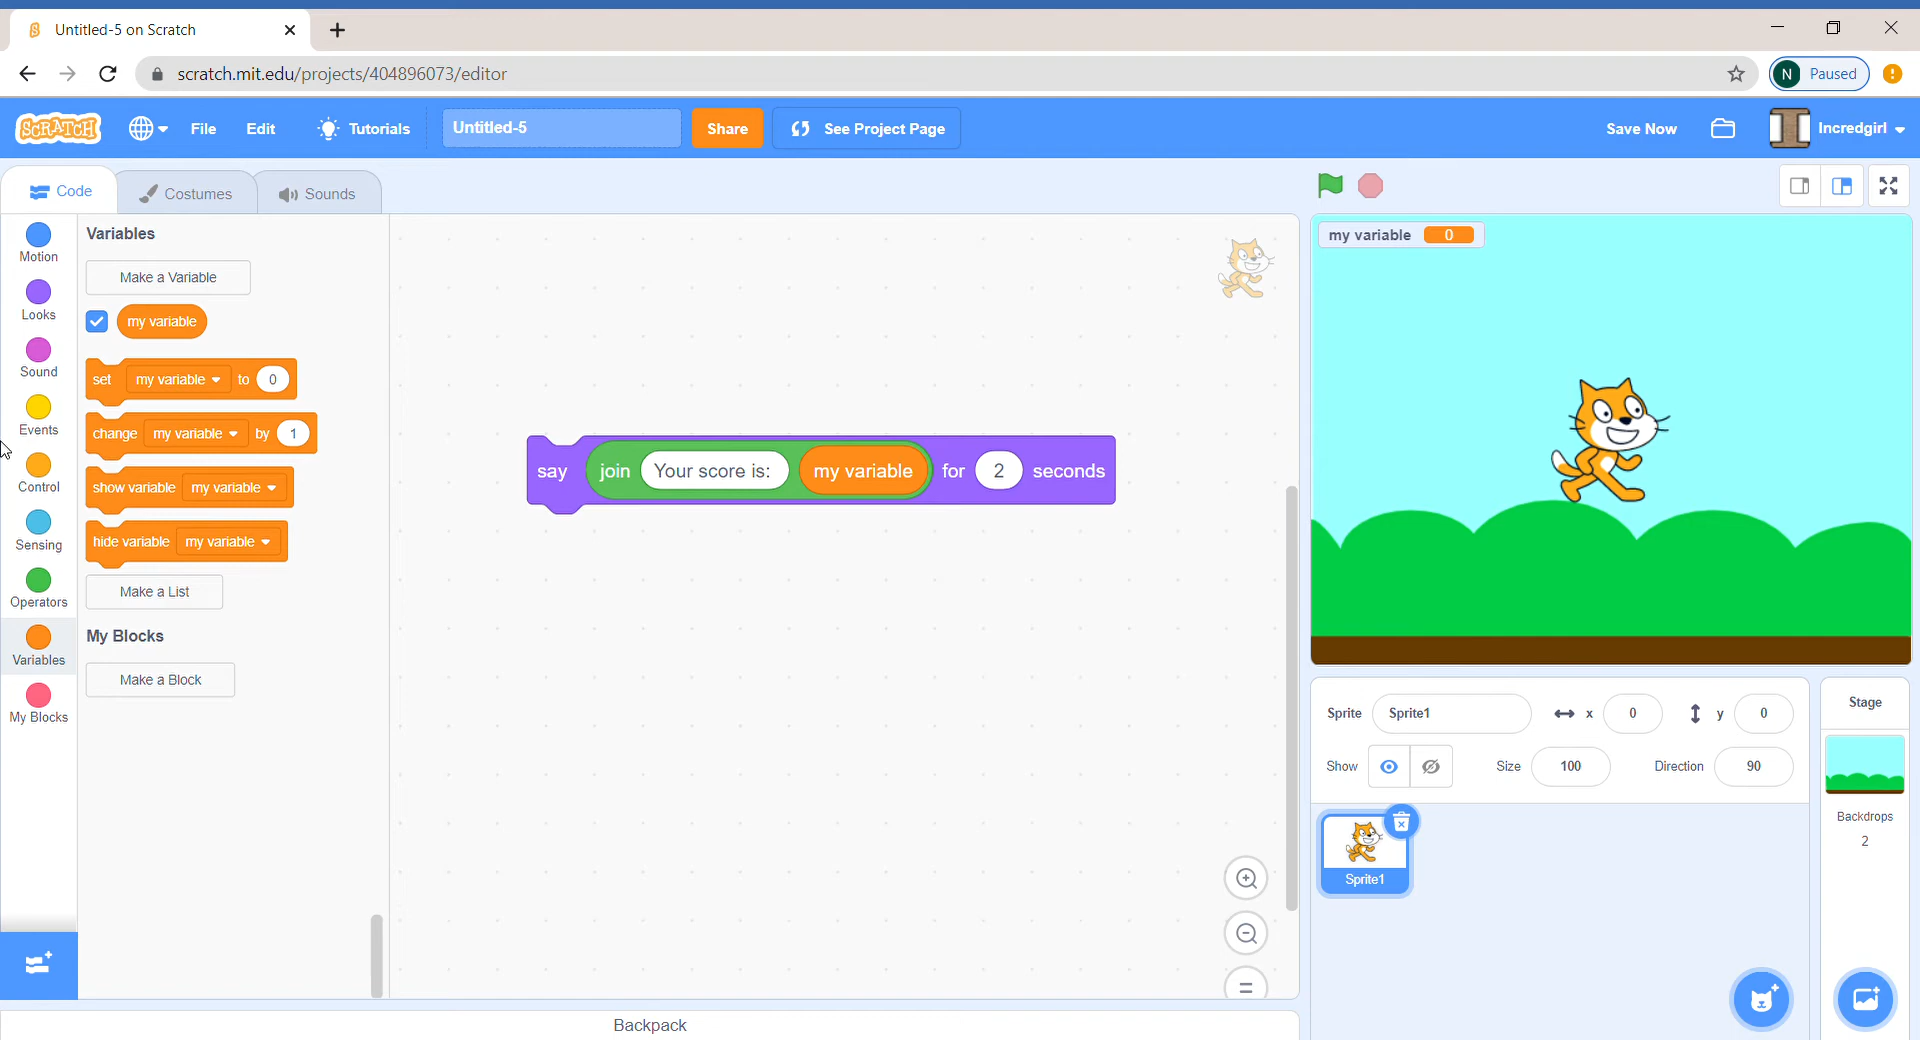 Untitled-5 on Scratch
scratch.mit.edu/projects/404896073/editor
N Paused
SCRATCH File Edit Tutorials Untitled-5 Share See Project Page Save Now Incredgirl
Code Costumes Sounds
Motion
Looks
Sound
Events
Control
Sensing
Operators
Variables
My Blocks
Variables
Make a Variable
my variable
set my variable to 0
change my variable by 1
show variable my variable
hide variable my variable
Make a List
My Blocks
Make a Block
say join Your score is: my variable for 2 seconds
Backpack
my variable 0
Sprite Sprite1 x 0 y 0
Show Size 100 Direction 90
Sprite1
Stage
Backdrops
2